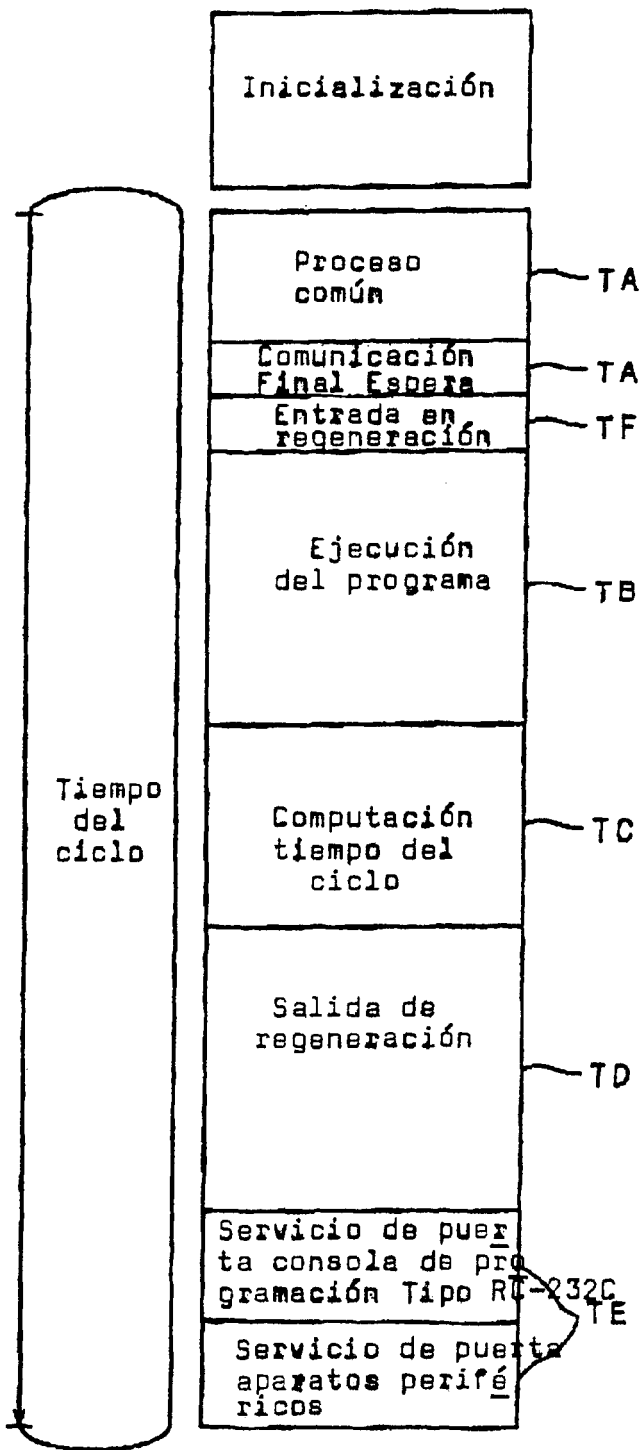 Inicialización
Proceso
común
TA
Comunicación
Final Espera
TA
Entrada en
regeneración
TF
Ejecución
del programa
TB
Tiempo
del
ciclo
Computación
tiempo del
ciclo
TC
Salida de
regeneración
TD
Servicio de puer
ta consola de pro
gramación Tipo RC-232C
TE
Servicio de puerta
aparatos perifé
ricos